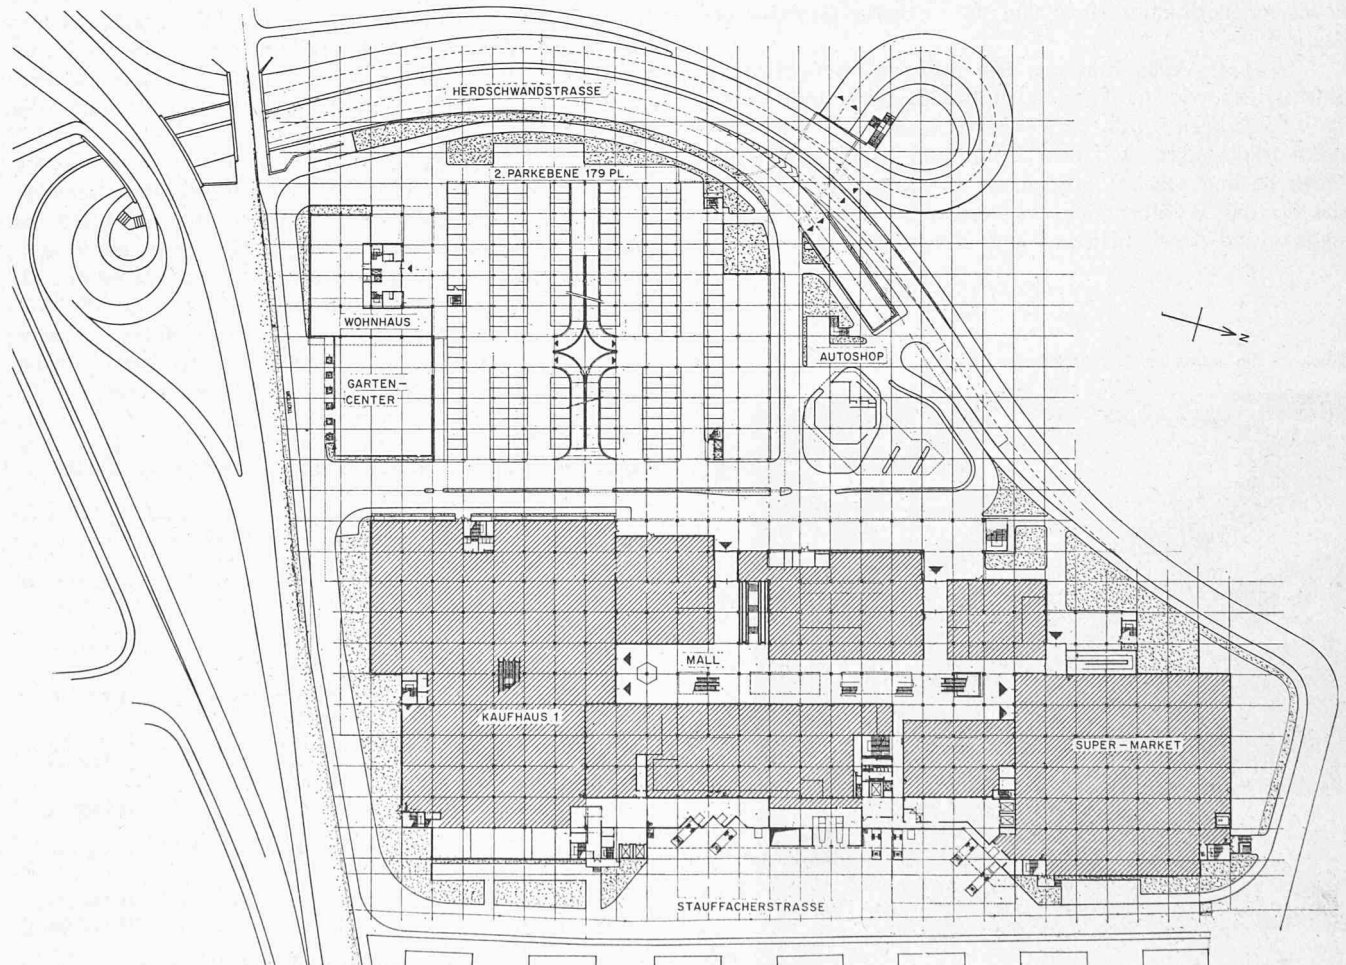 HERDSCHWANDSTRASSE
2. PARKEBENE 179 PL.
WOHNHAUS
N
AUTOSHOP
GARTEN-
CENTER
MALL
KAUFHAUS 1
SUPER-MARKET
STAUFFACHERSTRASSE